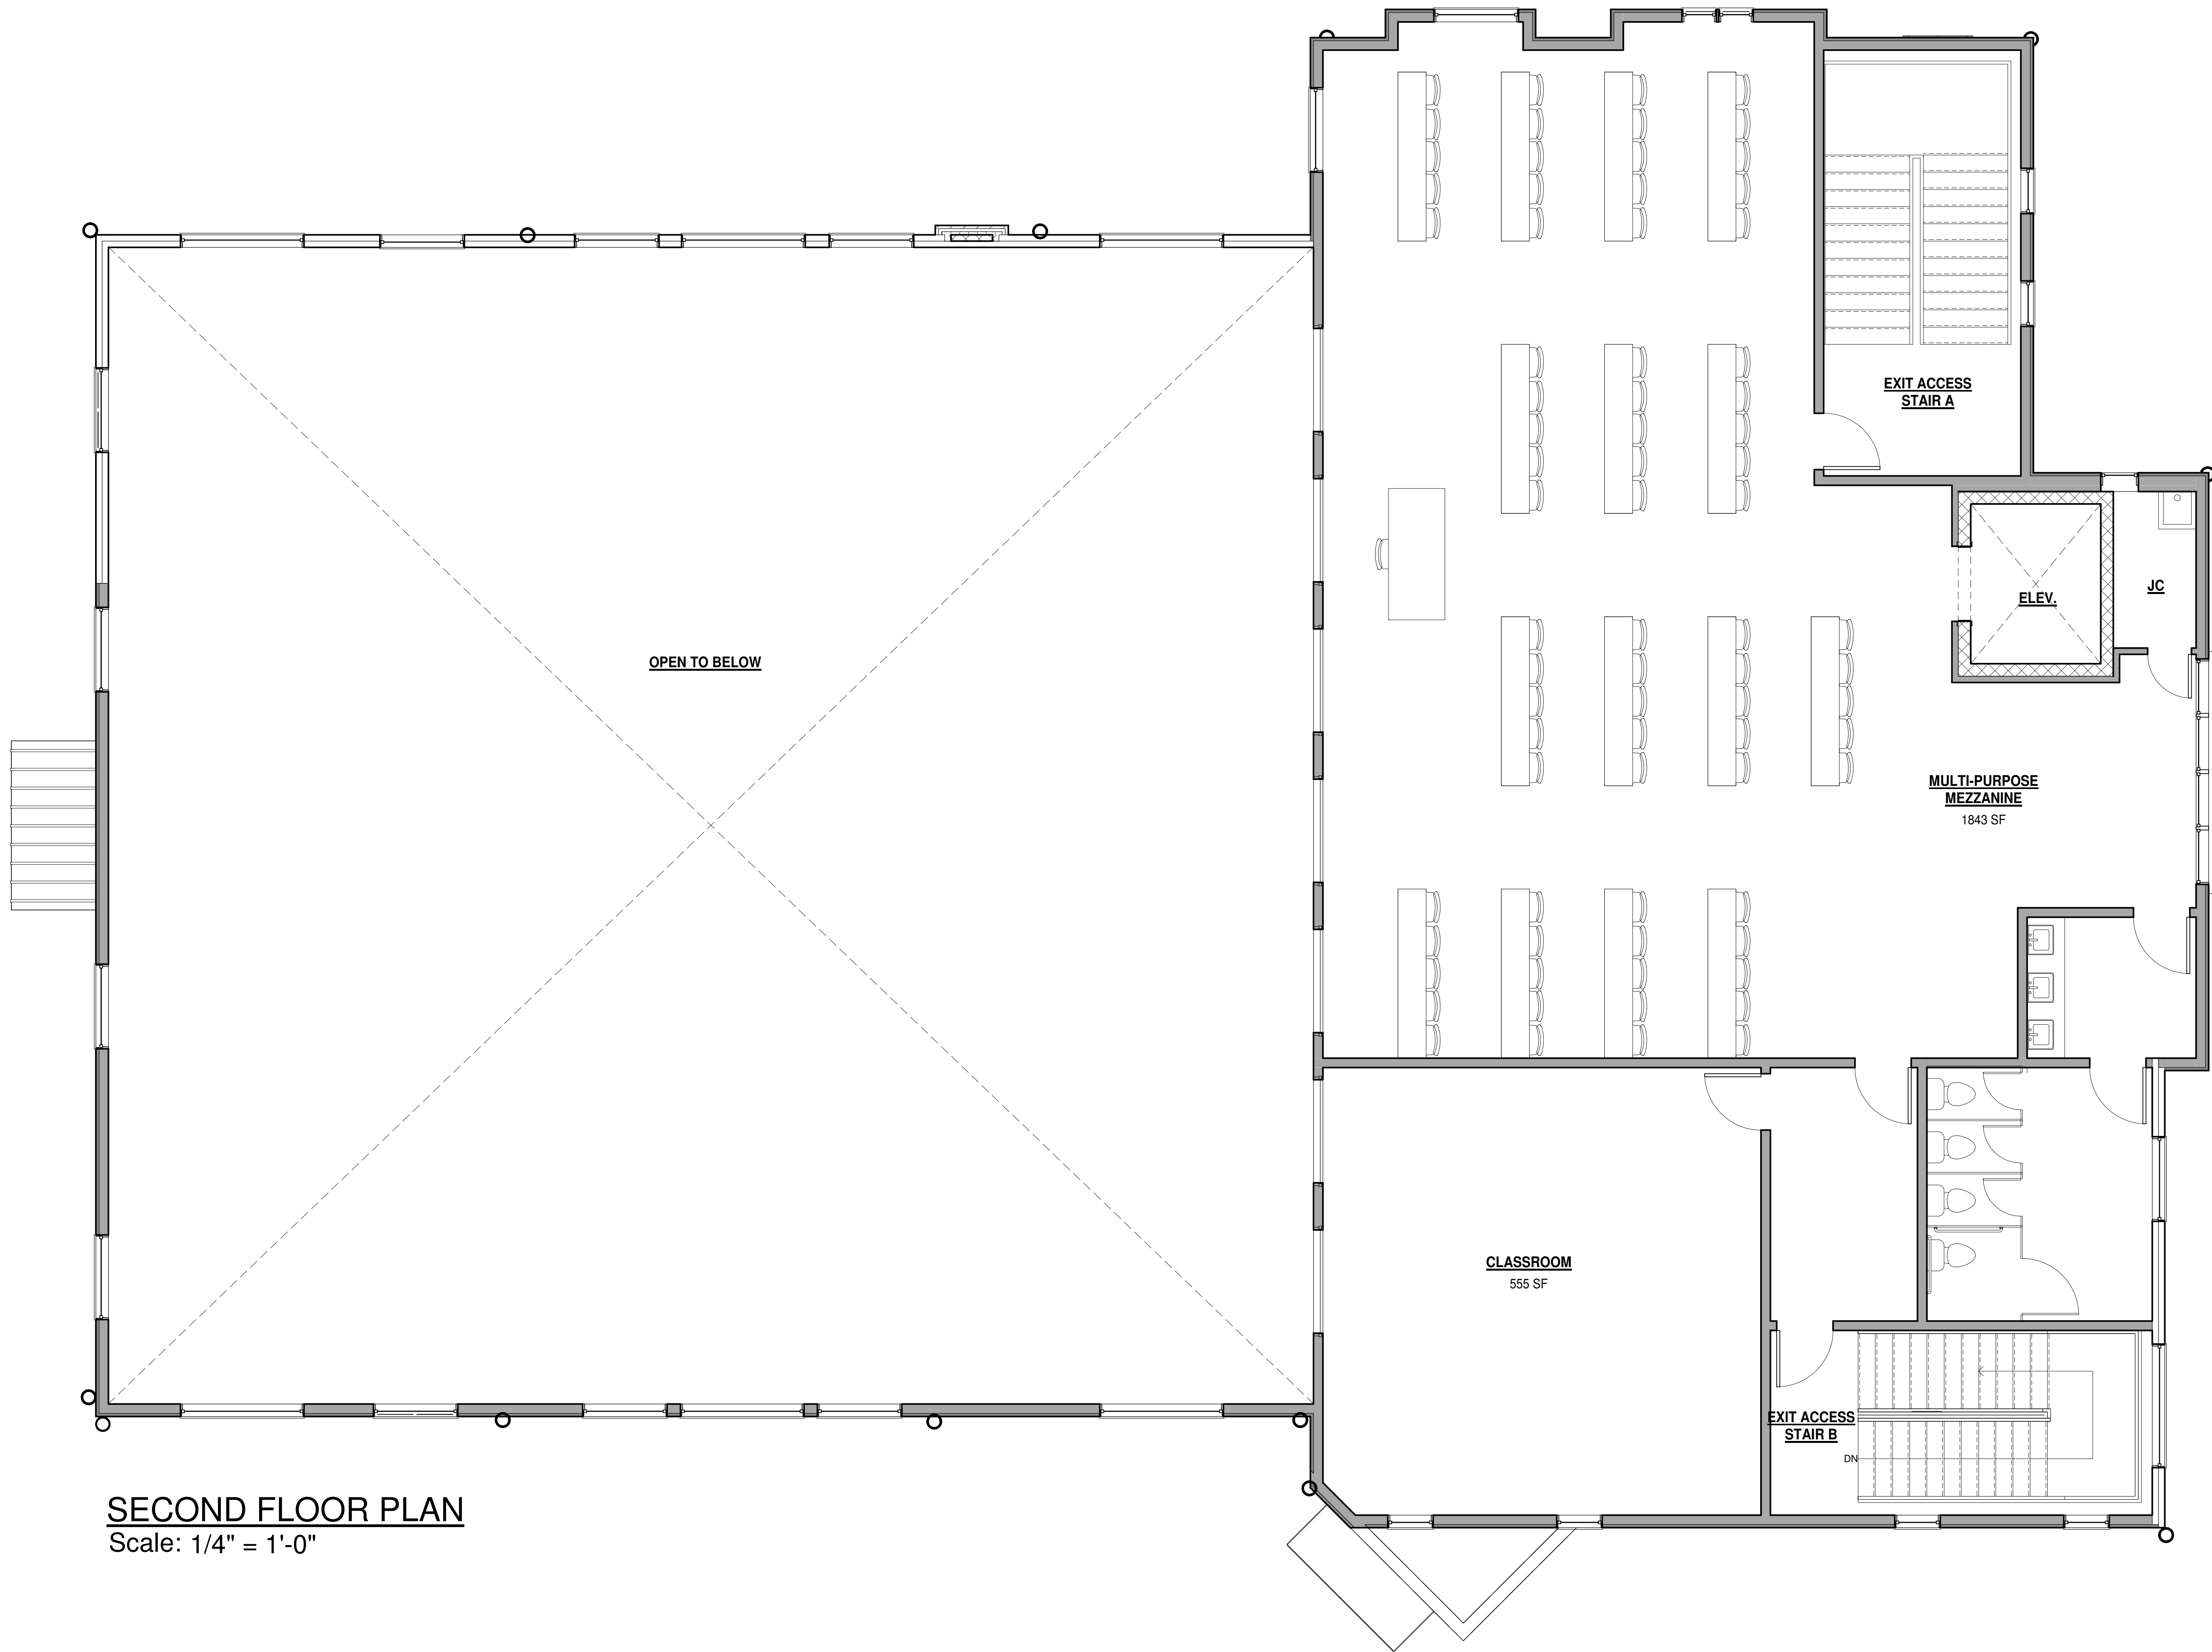 EXIT ACCESS
STAIR A
ELEV.
JC
OPEN TO BELOW
MULTI-PURPOSE
MEZZANINE
1843 SF
CLASSROOM
555 SF
EXIT ACCESS
STAIR B
DN
SECOND FLOOR PLAN
Scale: 1/4" = 1'-0"